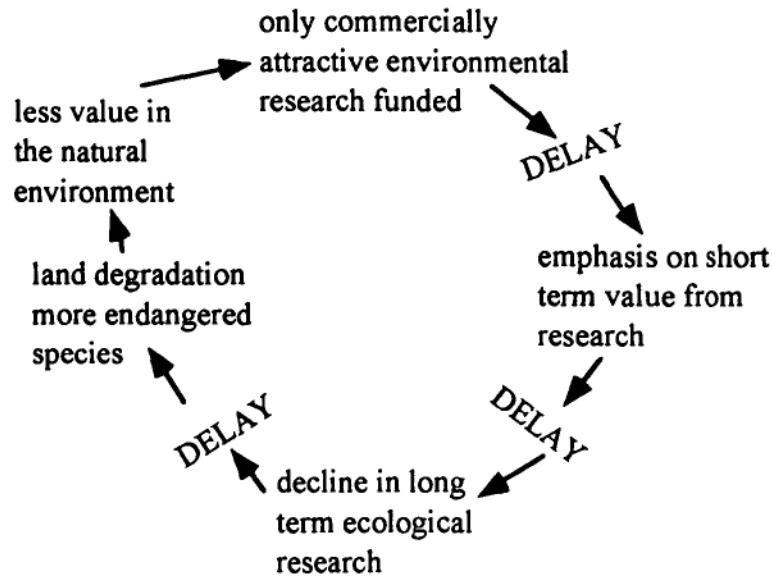 only commercially
attractive environmental
research funded
DELAY
emphasis on short
term value from
research
DELAY
decline in long
term ecological
research
DELAY
land degradation
more endangered
species
less value in
the natural
environment